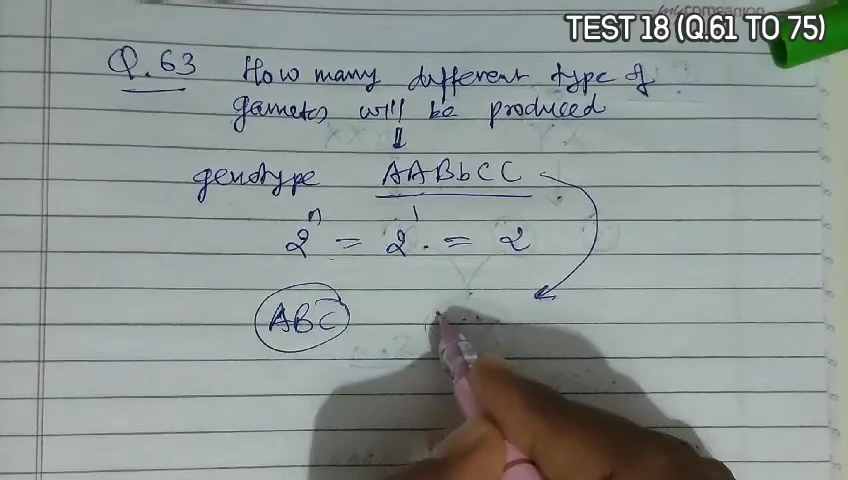 companion
TEST 18 (Q.61 TO 75)
Q.63 How many different type of
gametes will be produced
genotype AABbCC
2ⁿ = 2¹ = 2
ABC